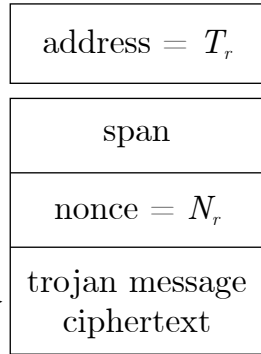 address = T_r
span
nonce = N_r
trojan message
ciphertext